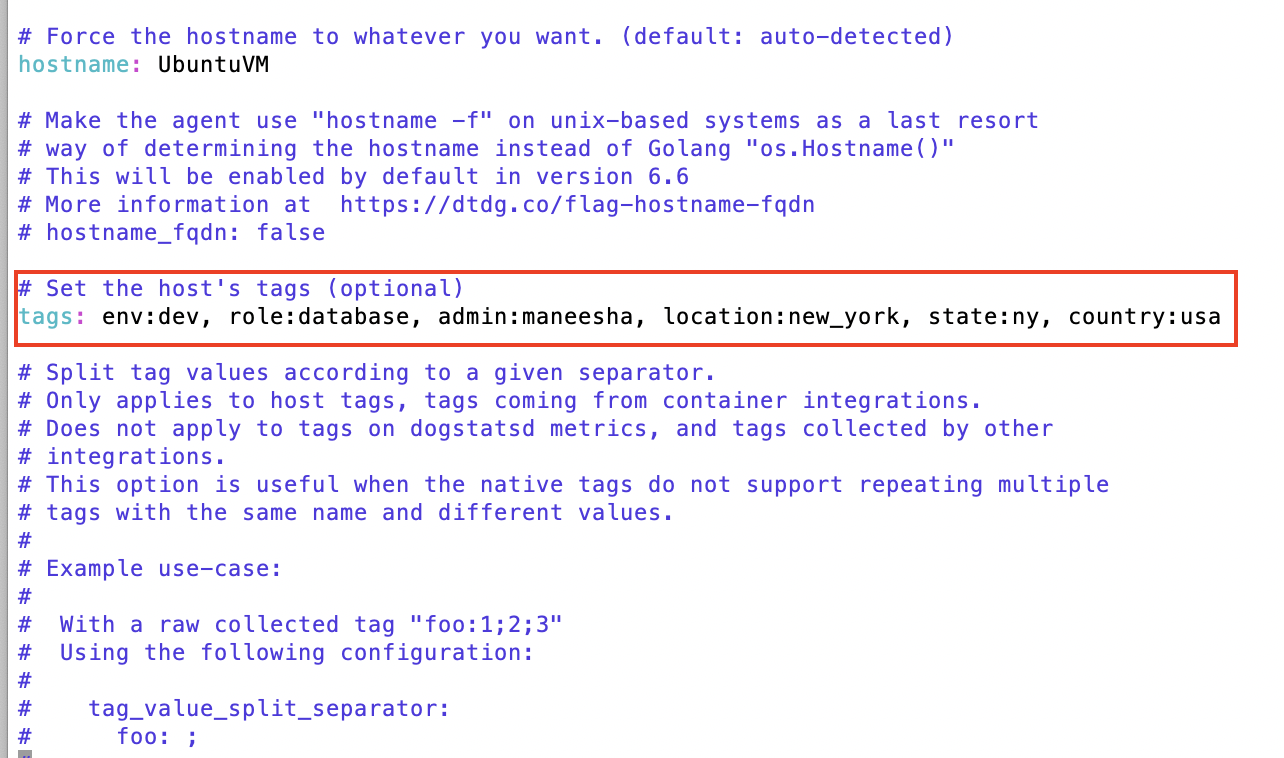 # Force the hostname to whatever you want. (default: auto-detected)
hostname: UbuntuVM
# Make the agent use "hostname -f" on unix-based systems as a last resort
# way of determining the hostname instead of Golang "os.Hostname()"
# This will be enabled by default in version 6.6
# More information at  https://dtdg.co/flag-hostname-fqdn
# hostname_fqdn: false
# Set the host's tags (optional)
tags: env:dev, role:database, admin:maneesha, location:new_york, state:ny, country:usa
# Split tag values according to a given separator.
# Only applies to host tags, tags coming from container integrations.
# Does not apply to tags on dogstatsd metrics, and tags collected by other
# integrations.
# This option is useful when the native tags do not support repeating multiple
# tags with the same name and different values.
#
# Example use-case:
#
#  With a raw collected tag "foo:1;2;3"
#  Using the following configuration:
#
#    tag_value_split_separator:
#      foo: ;
#